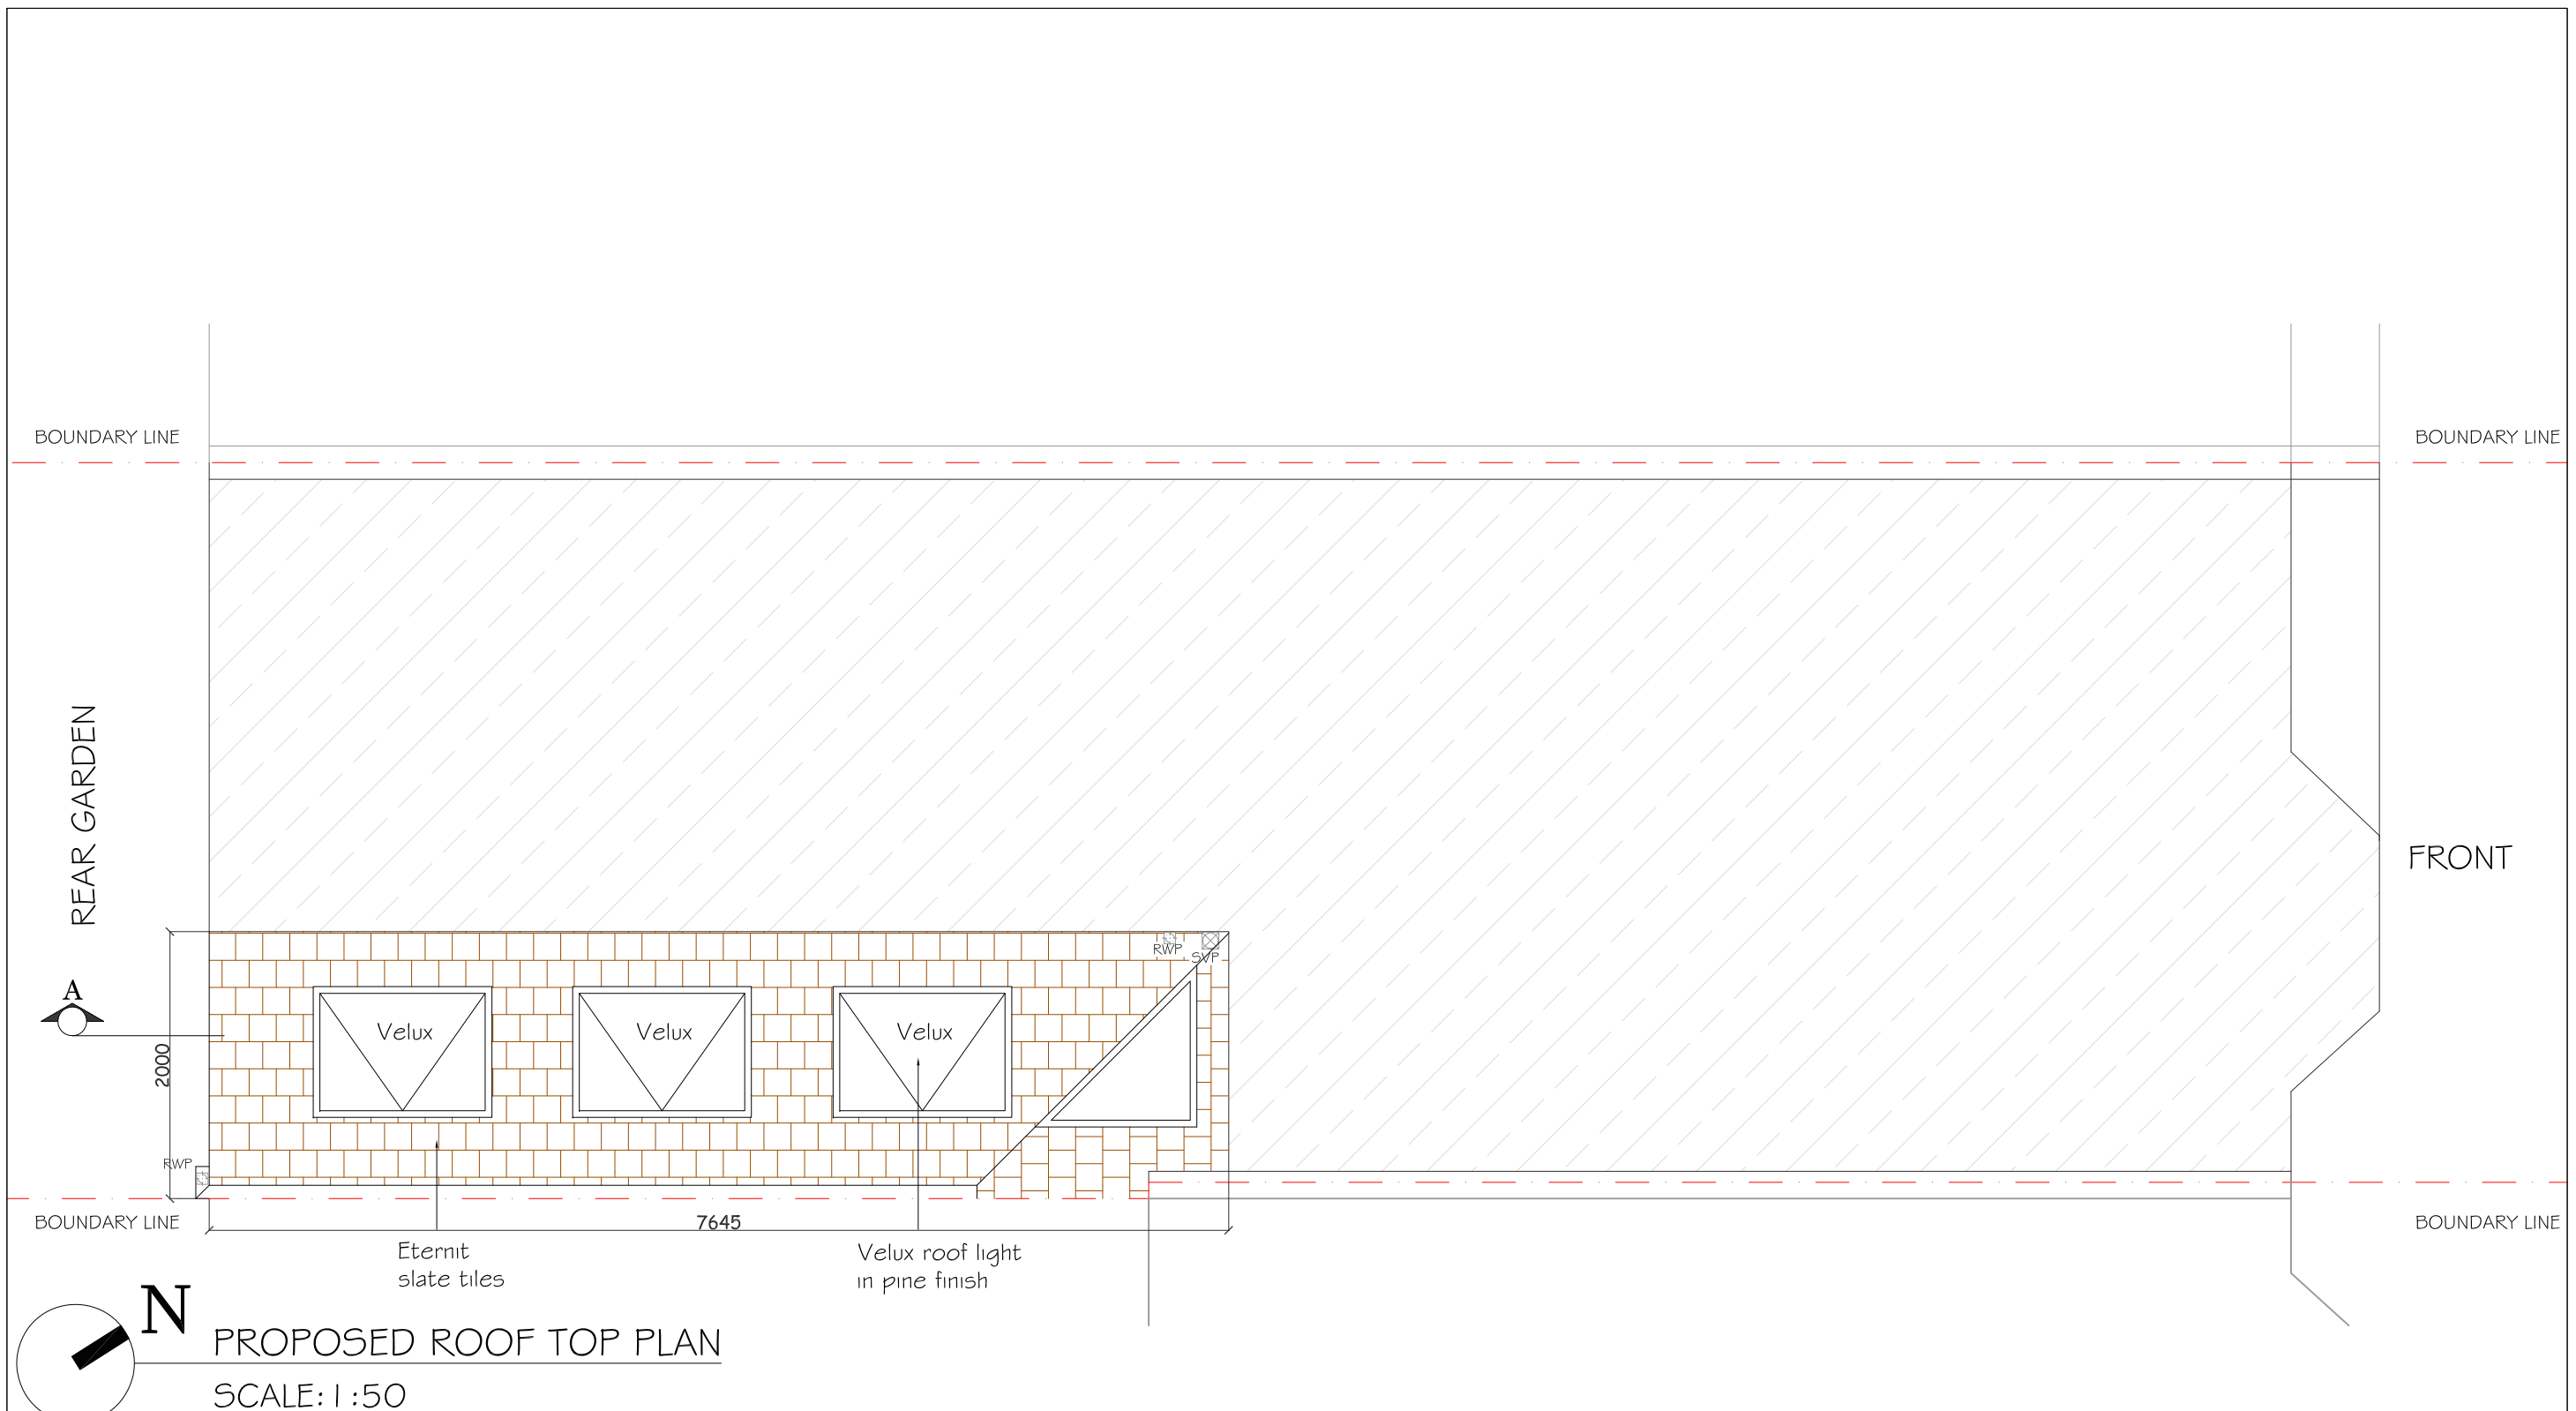 BOUNDARY LINE
BOUNDARY LINE
REAR GARDEN
FRONT
RWP
SVP
A
Velux
Velux
Velux
2000
RWP
BOUNDARY LINE
7645
BOUNDARY LINE
Eternit
slate tiles
Velux roof light
in pine finish
N
PROPOSED ROOF TOP PLAN
SCALE:1:50